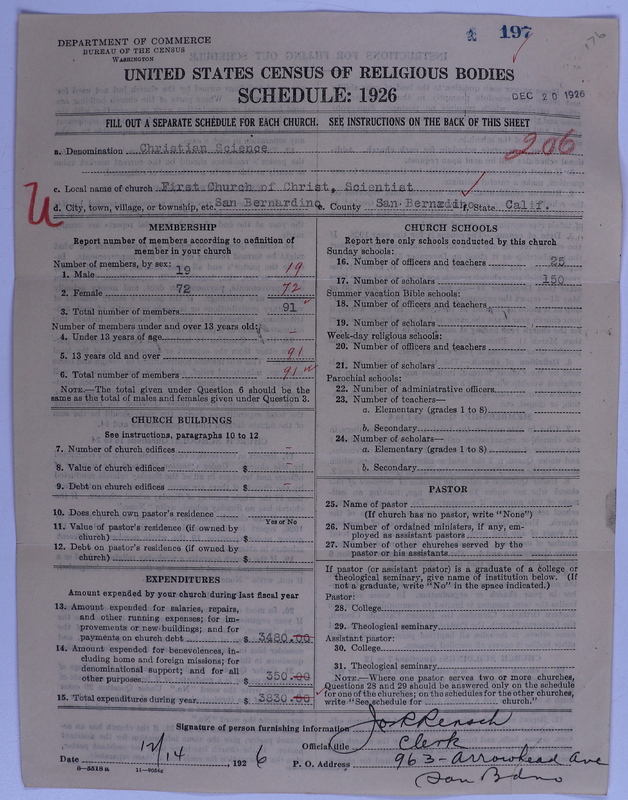 176
197
DEPARTMENT OF COMMERCE
BUREAU OF THE CENSUS
WASHINGTON
UNITED STATES CENSUS OF RELIGIOUS BODIES
SCHEDULE: 1926
DEC 20 1926
FILL OUT A SEPARATE SCHEDULE FOR EACH CHURCH. SEE INSTRUCTIONS ON THE BACK OF THIS SHEET
206
a. Denomination Christian Science
c. Local name of church First Church of Christ, Scientist
U
d. City, town, village, or township, etc. San Bernardino e. County San Bernadino f. State Calif.
MEMBERSHIP
Report number of members according to definition of
member in your church
Number of members, by sex:
1. Male 19 19
2. Female 72 72
3. Total number of members 91
Number of members under and over 13 years old:
4. Under 13 years of age –
5. 13 years old and over 91
6. Total number of members 91
NOTE.—The total given under Question 6 should be the
same as the total of males and females given under Question 3.
CHURCH BUILDINGS
See instructions, paragraphs 10 to 12
7. Number of church edifices –
8. Value of church edifices $ –
9. Debt on church edifices $ –
10. Does church own pastor's residence
Yes or No
11. Value of pastor's residence (if owned by
church) $
12. Debt on pastor's residence (if owned by
church) $
EXPENDITURES
Amount expended by your church during last fiscal year
13. Amount expended for salaries, repairs,
and other running expenses; for im-
provements or new buildings; and for
payments on church debt $ 3480.00
14. Amount expended for benevolences, in-
cluding home and foreign missions; for
denominational support; and for all
other purposes $ 350.00
15. Total expenditures during year $ 3830.00
CHURCH SCHOOLS
Report here only schools conducted by this church
Sunday schools:
16. Number of officers and teachers 25
17. Number of scholars 150
Summer vacation Bible schools:
18. Number of officers and teachers
19. Number of scholars
Week-day religious schools:
20. Number of officers and teachers
21. Number of scholars
Parochial schools:
22. Number of administrative officers
23. Number of teachers—
a. Elementary (grades 1 to 8)
b. Secondary
24. Number of scholars—
a. Elementary (grades 1 to 8)
b. Secondary
PASTOR
25. Name of pastor
(If church has no pastor, write "None")
26. Number of ordained ministers, if any, em-
ployed as assistant pastors
27. Number of other churches served by the
pastor or his assistants
If pastor (or assistant pastor) is a graduate of a college or
theological seminary, give name of institution below. (If
not a graduate, write "No" in the space indicated.)
Pastor:
28. College
29. Theological seminary
Assistant pastor:
30. College
31. Theological seminary
NOTE.—Where one pastor serves two or more churches,
Questions 28 and 29 should be answered only on the schedule
for one of the churches; on the schedules for the other churches,
write "See schedule for church."
Signature of person furnishing information Jos R Rensch
Official title Clerk
Date 12/14 1926 P. O. Address 963- Arrowhead Ave
San Bdno
8—5518a 11—9054g